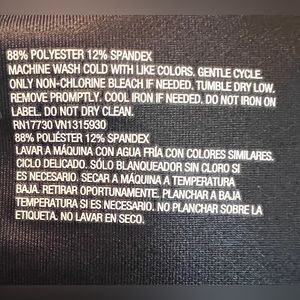 88% POLYESTER 12% SPANDEX
MACHINE WASH COLD WITH LIKE COLORS. GENTLE CYCLE.
ONLY NON-CHLORINE BLEACH IF NEEDED. TUMBLE DRY LOW.
REMOVE PROMPTLY. COOL IRON IF NEEDED. DO NOT IRON ON
LABEL. DO NOT DRY CLEAN.
RN17730 VN1315930
88% POLIÉSTER 12% SPANDEX
LAVAR A MÁQUINA CON AGUA FRÍA CON COLORES SIMILARES.
CICLO DELICADO. SÓLO BLANQUEADOR SIN CLORO SI
ES NECESARIO. SECAR A MÁQUINA A TEMPERATURA
BAJA. RETIRAR OPORTUNAMENTE. PLANCHAR A BAJA
TEMPERATURA SI ES NECESARIO. NO PLANCHAR SOBRE LA
ETIQUETA. NO LAVAR EN SECO.